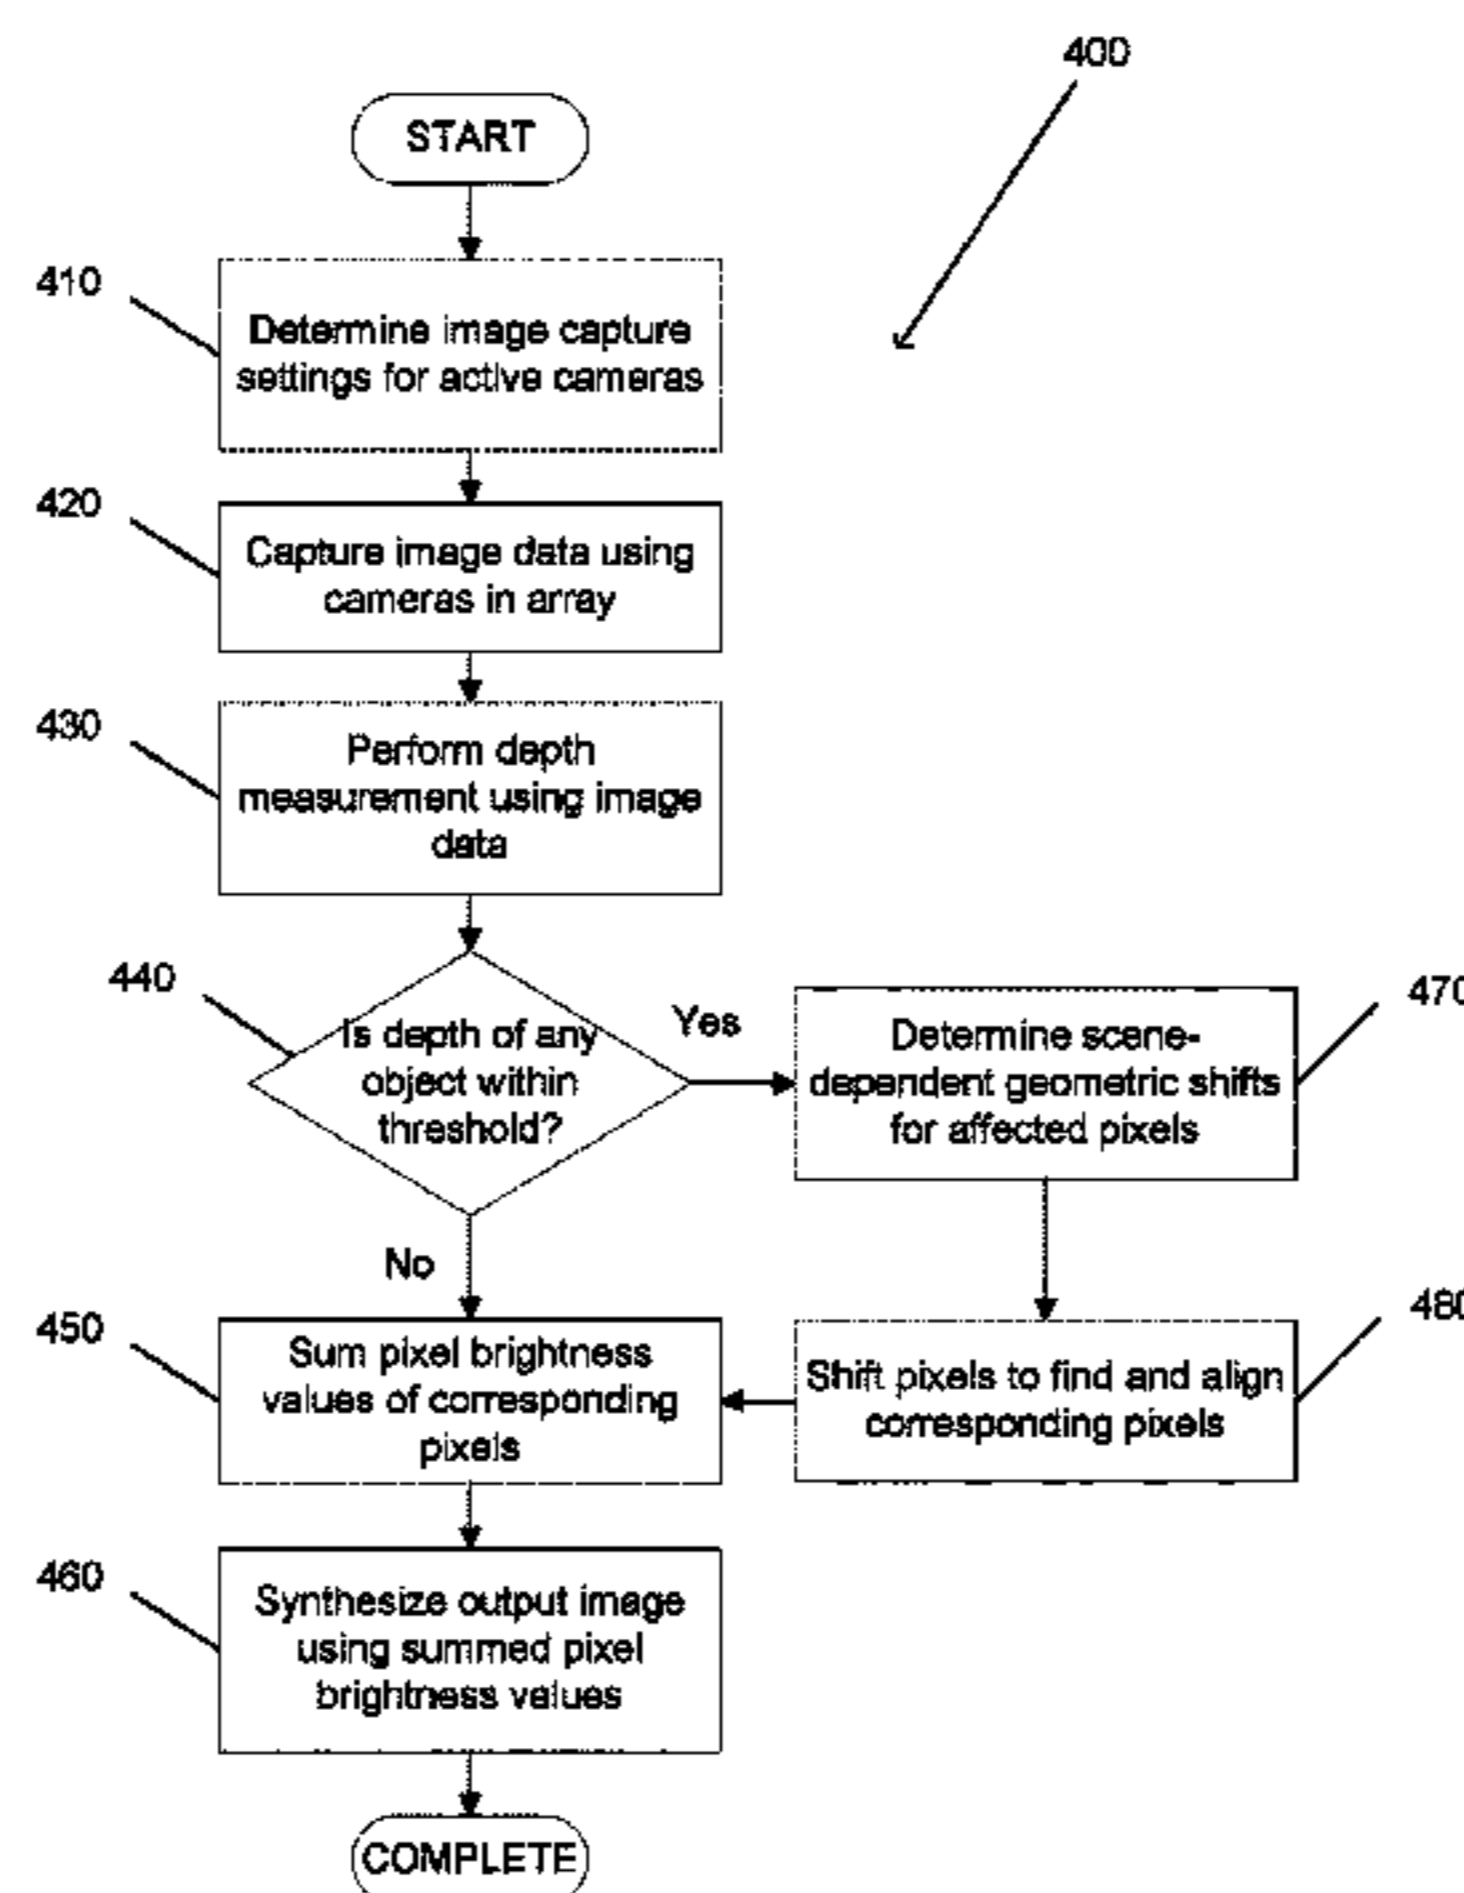 400
START
410
Determine image capture
settings for active cameras
420
Capture image data using
cameras in array
430
Perform depth
measurement using image
data
440
Is depth of any
object within
threshold?
Yes
470
Determine scene-
dependent geometric shifts
for affected pixels
No
450
Sum pixel brightness
values of corresponding
pixels
480
Shift pixels to find and align
corresponding pixels
460
Synthesize output image
using summed pixel
brightness values
COMPLETE